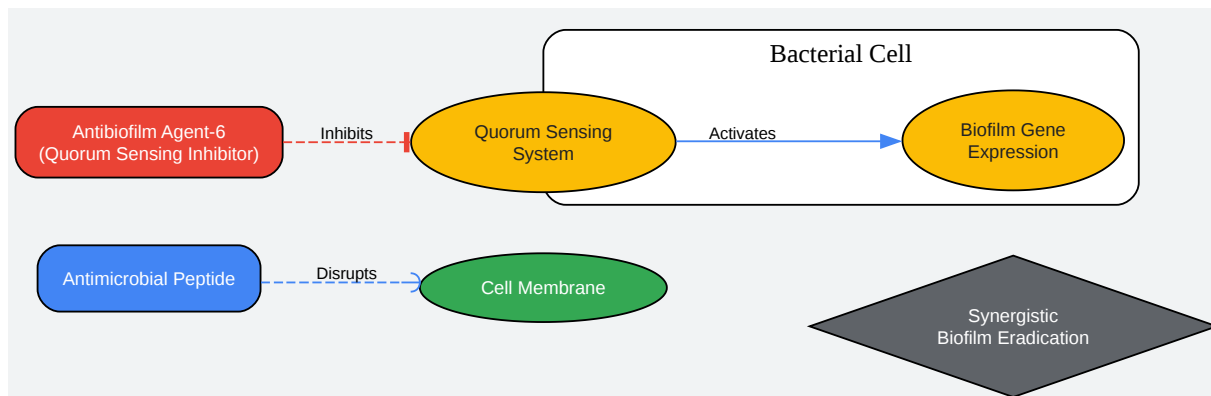 Bacterial Cell
Antibiofilm Agent-6
(Quorum Sensing Inhibitor)
Inhibits
Quorum Sensing
System
Activates
Biofilm Gene
Expression
Antimicrobial Peptide
Disrupts
Cell Membrane
Synergistic
Biofilm Eradication